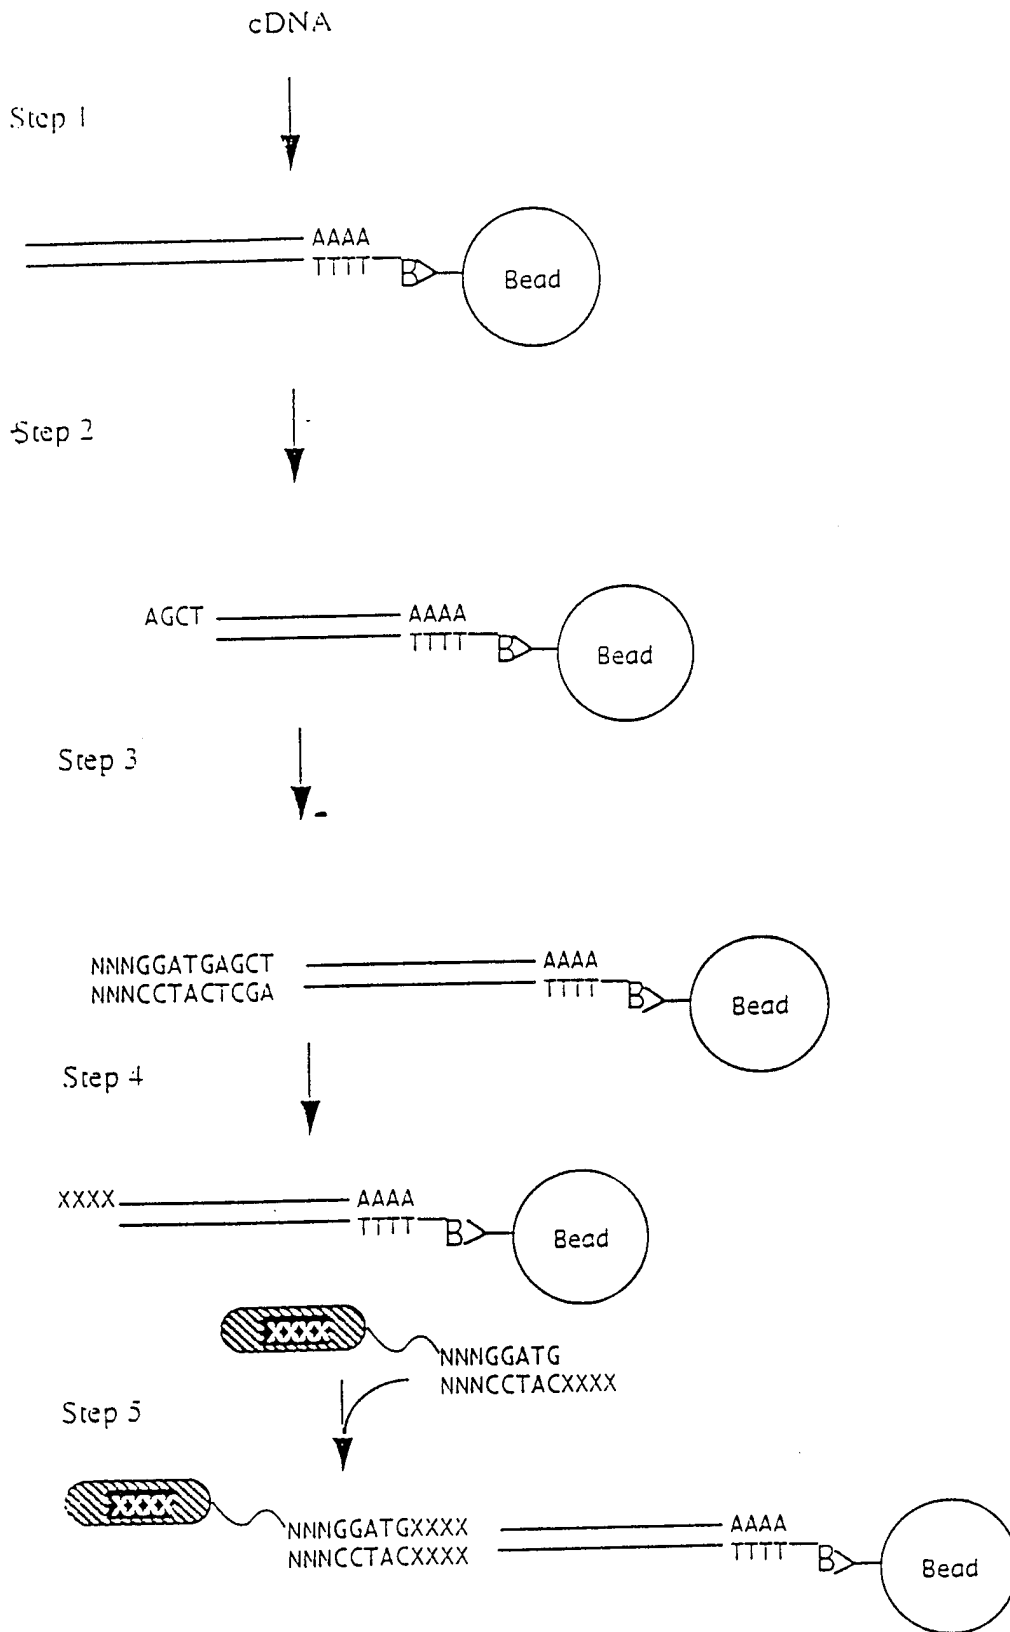 cDNA
Step 1
AAAA
TTTT
B
Bead
Step 2
AGCT
AAAA
TTTT
B
Bead
Step 3
NNNGGATGAGCT
NNNCCTACTCGA
AAAA
TTTT
B
Bead
Step 4
XXXX
AAAA
TTTT
B
Bead
XXXX
NNNGGATG
NNNCCTACXXXX
Step 5
XXXX
NNNGGATGXXXX
NNNCCTACXXXX
AAAA
TTTT
B
Bead